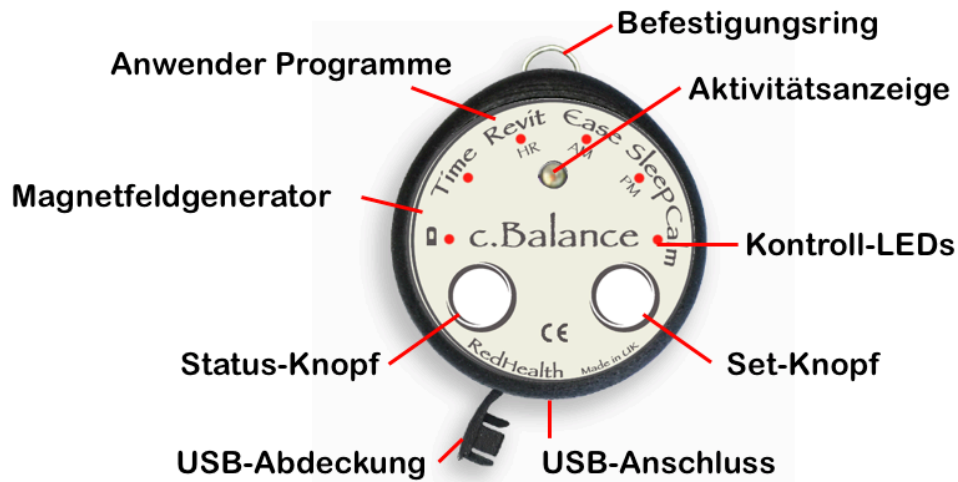 Befestigungsring
Anwender Programme
Aktivitätsanzeige
Time Revit Ease Sleep Calm
HR AM PM
Magnetfeldgenerator
c.Balance
Kontroll-LEDs
CE
RedHealth Made in UK
Status-Knopf
Set-Knopf
USB-Abdeckung
USB-Anschluss